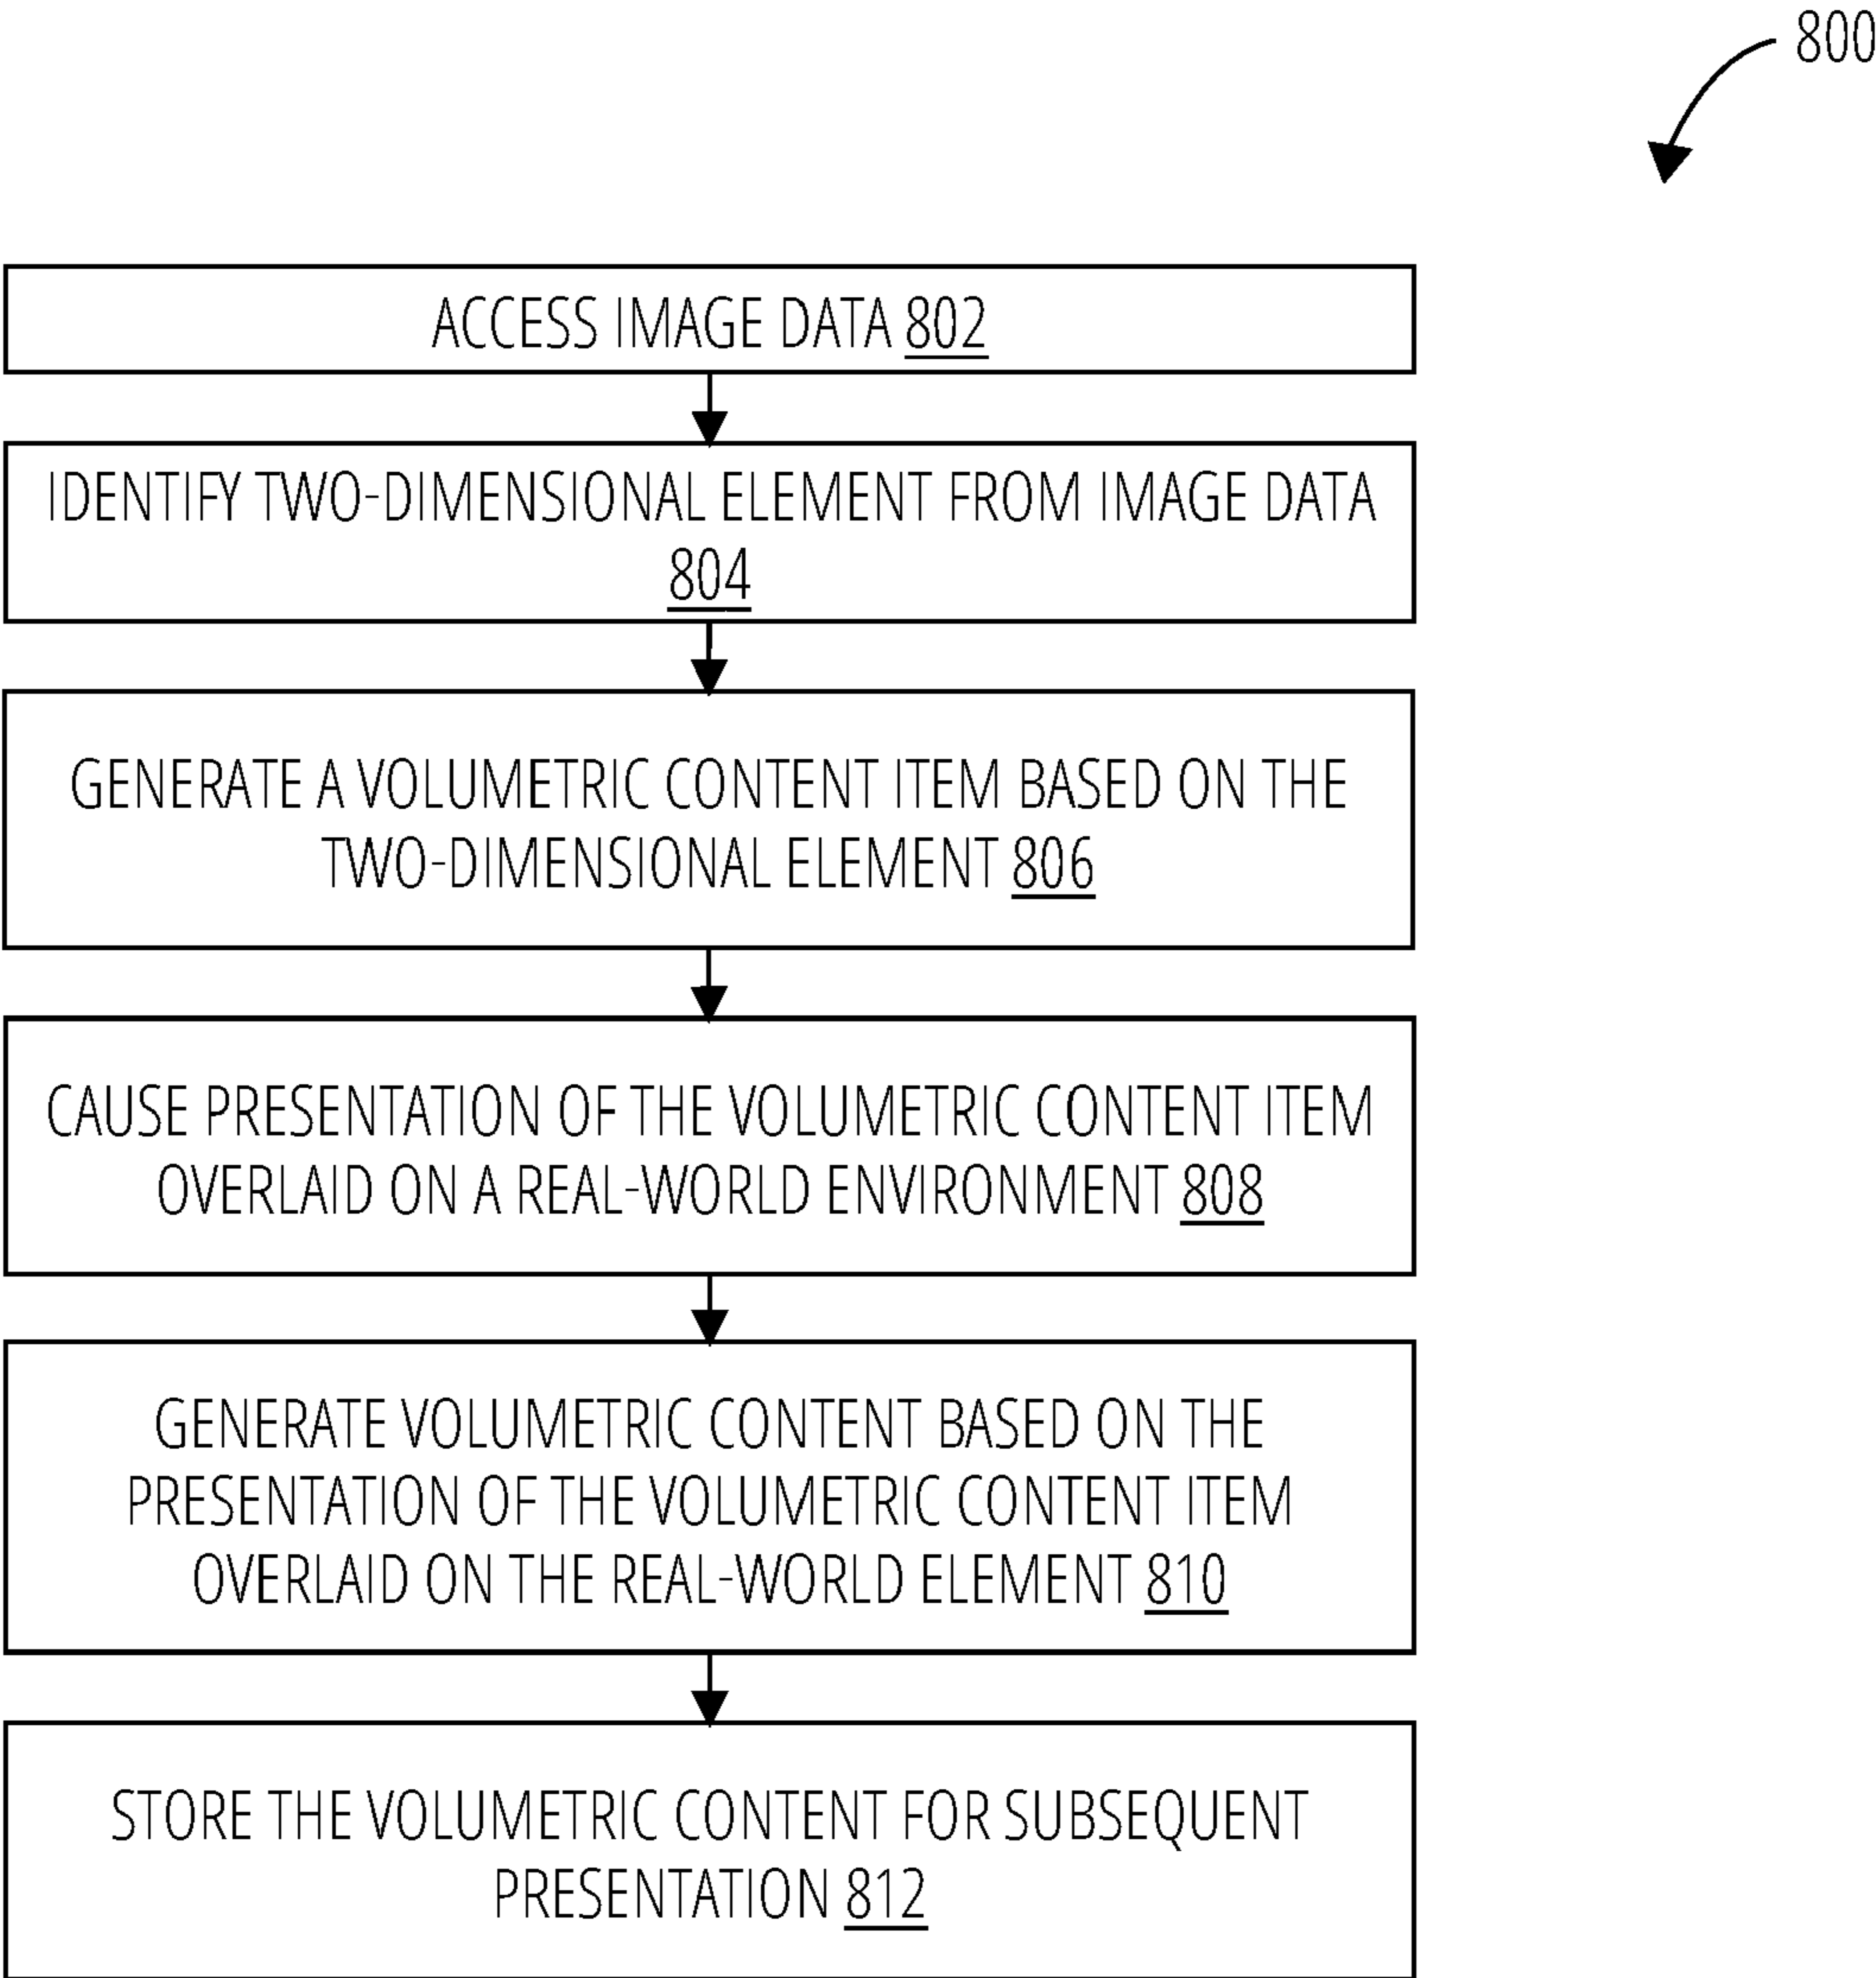 800
ACCESS IMAGE DATA 802
IDENTIFY TWO-DIMENSIONAL ELEMENT FROM IMAGE DATA
804
GENERATE A VOLUMETRIC CONTENT ITEM BASED ON THE
TWO-DIMENSIONAL ELEMENT 806
CAUSE PRESENTATION OF THE VOLUMETRIC CONTENT ITEM
OVERLAID ON A REAL-WORLD ENVIRONMENT 808
GENERATE VOLUMETRIC CONTENT BASED ON THE
PRESENTATION OF THE VOLUMETRIC CONTENT ITEM
OVERLAID ON THE REAL-WORLD ELEMENT 810
STORE THE VOLUMETRIC CONTENT FOR SUBSEQUENT
PRESENTATION 812